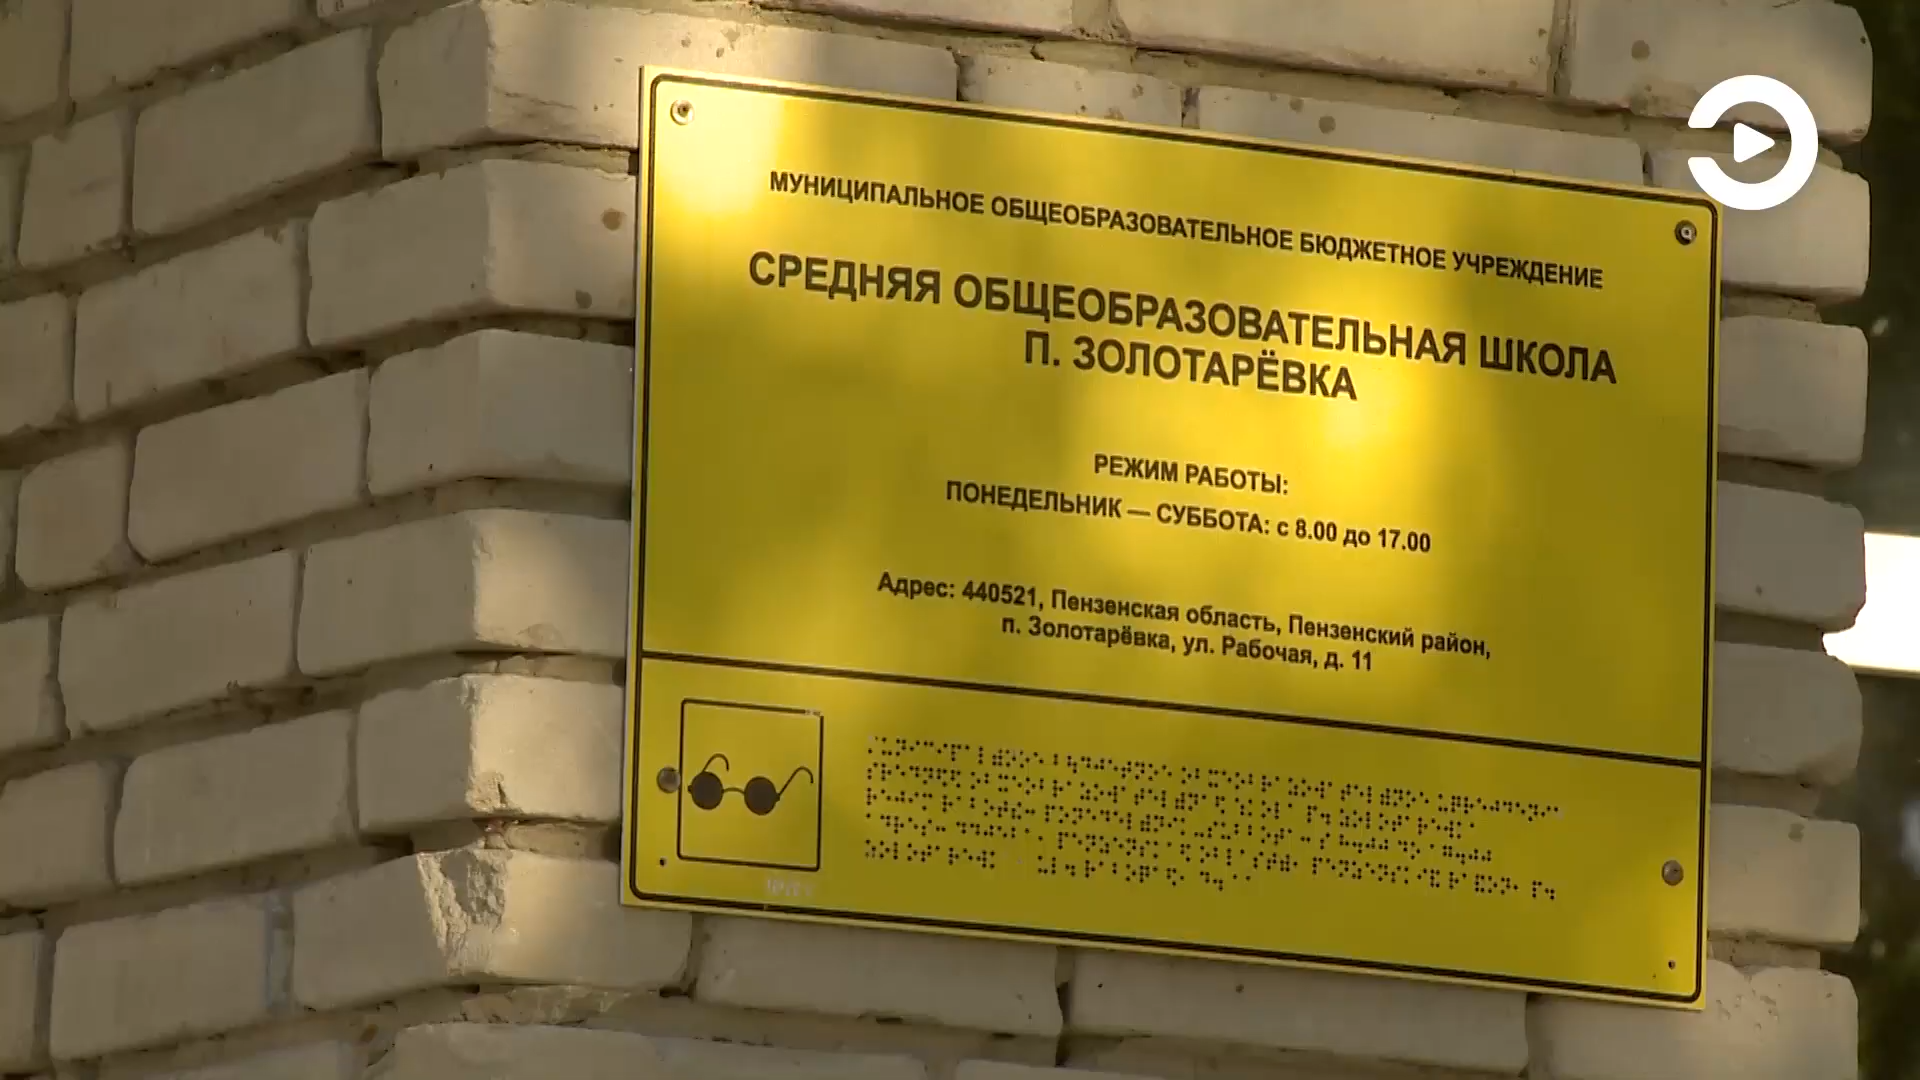 МУНИЦИПАЛЬНОЕ ОБЩЕОБРАЗОВАТЕЛЬНОЕ БЮДЖЕТНОЕ УЧРЕЖДЕНИЕ
СРЕДНЯЯ ОБЩЕОБРАЗОВАТЕЛЬНАЯ ШКОЛА
П. ЗОЛОТАРЁВКА
РЕЖИМ РАБОТЫ:
ПОНЕДЕЛЬНИК — СУББОТА: с 8.00 до 17.00
Адрес: 440521, Пензенская область, Пензенский район,
п. Золотарёвка, ул. Рабочая, д. 11